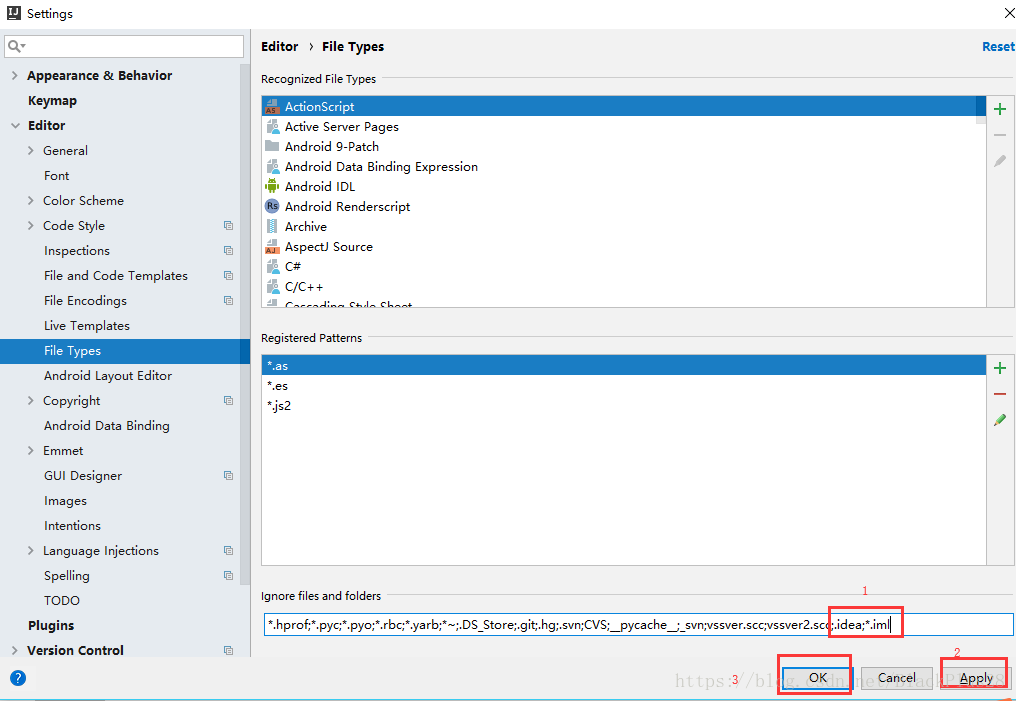 Settings
Appearance & Behavior
Keymap
Editor
General
Font
Color Scheme
Code Style
Inspections
File and Code Templates
File Encodings
Live Templates
File Types
Android Layout Editor
Copyright
Android Data Binding
Emmet
GUI Designer
Images
Intentions
Language Injections
Spelling
TODO
Plugins
Version Control
?
Editor › File Types
Reset
Recognized File Types
ActionScript
Active Server Pages
Android 9-Patch
Android Data Binding Expression
Android IDL
Android Renderscript
Archive
AspectJ Source
C#
C/C++
Cascading Style Sheet
Registered Patterns
*.as
*.es
*.js2
Ignore files and folders
1
*.hprof;*.pyc;*.pyo;*.rbc;*.yarb;*~;.DS_Store;.git;.hg;.svn;CVS;__pycache__;_svn;vssver.scc;vssver2.scc;.idea;*.iml
2
3
OK
Cancel
Apply
https://blog.csdn.net/